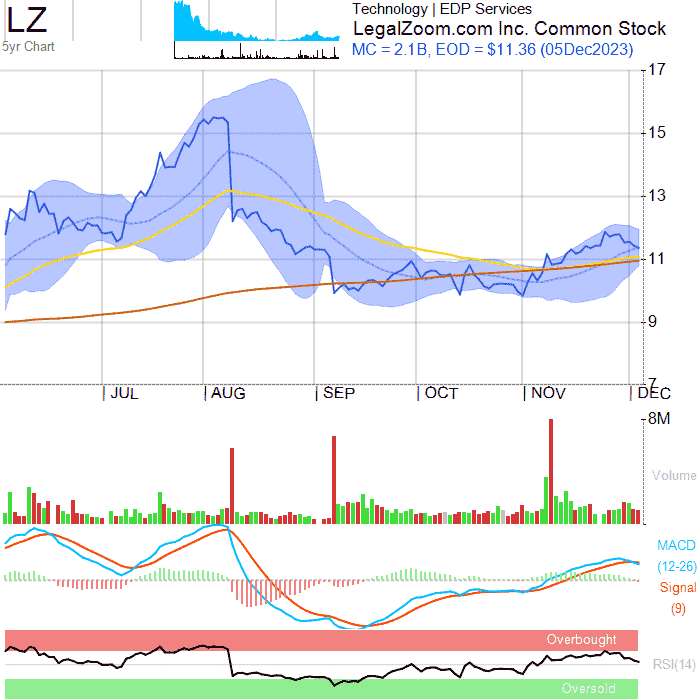 LZ
5yr Chart
Technology | EDP Services
LegalZoom.com Inc. Common Stock
MC = 2.1B, EOD = $11.36 (05Dec2023)
17
15
13
11
9
7
JUL AUG SEP OCT NOV DEC
8M
Volume
MACD
(12-26)
Signal
(9)
Overbought
RSI(14)
Oversold